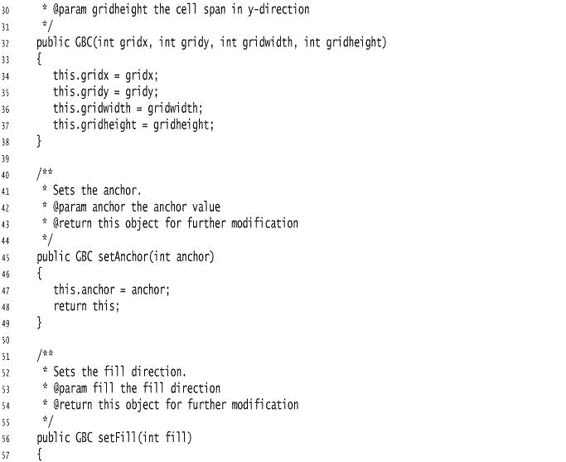 30 * @param gridheight the cell span in y-direction
31 */
32 public GBC(int gridx, int gridy, int gridwidth, int gridheight)
33 {
34 this.gridx = gridx;
35 this.gridy = gridy;
36 this.gridwidth = gridwidth;
37 this.gridheight = gridheight;
38 }
39
40 /**
41 * Sets the anchor.
42 * @param anchor the anchor value
43 * @return this object for further modification
44 */
45 public GBC setAnchor(int anchor)
46 {
47 this.anchor = anchor;
48 return this;
49 }
50
51 /**
52 * Sets the fill direction.
53 * @param fill the fill direction
54 * @return this object for further modification
55 */
56 public GBC setFill(int fill)
57 {